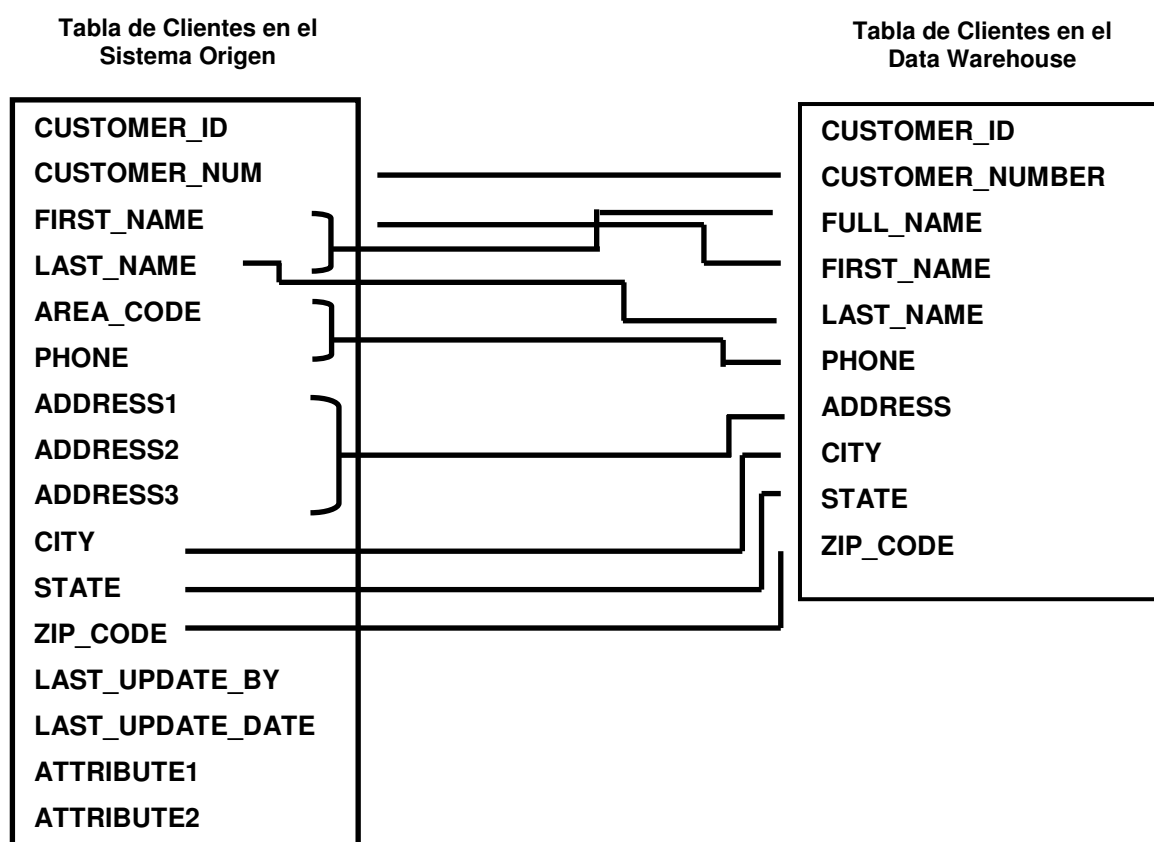 Tabla de Clientes en el
Sistema Origen
CUSTOMER_ID
CUSTOMER_NUM
FIRST_NAME
LAST_NAME
AREA_CODE
PHONE
ADDRESS1
ADDRESS2
ADDRESS3
CITY
STATE
ZIP_CODE
LAST_UPDATE_BY
LAST_UPDATE_DATE
ATTRIBUTE1
ATTRIBUTE2
Tabla de Clientes en el
Data Warehouse
CUSTOMER_ID
CUSTOMER_NUMBER
FULL_NAME
FIRST_NAME
LAST_NAME
PHONE
ADDRESS
CITY
STATE
ZIP_CODE